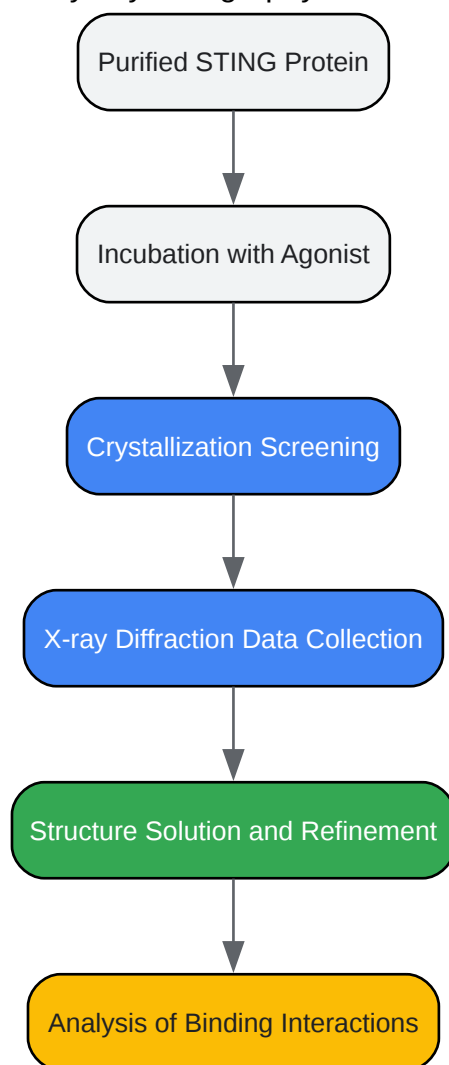 Purified STING Protein
Incubation with Agonist
Crystallization Screening
X-ray Diffraction Data Collection
Structure Solution and Refinement
Analysis of Binding Interactions